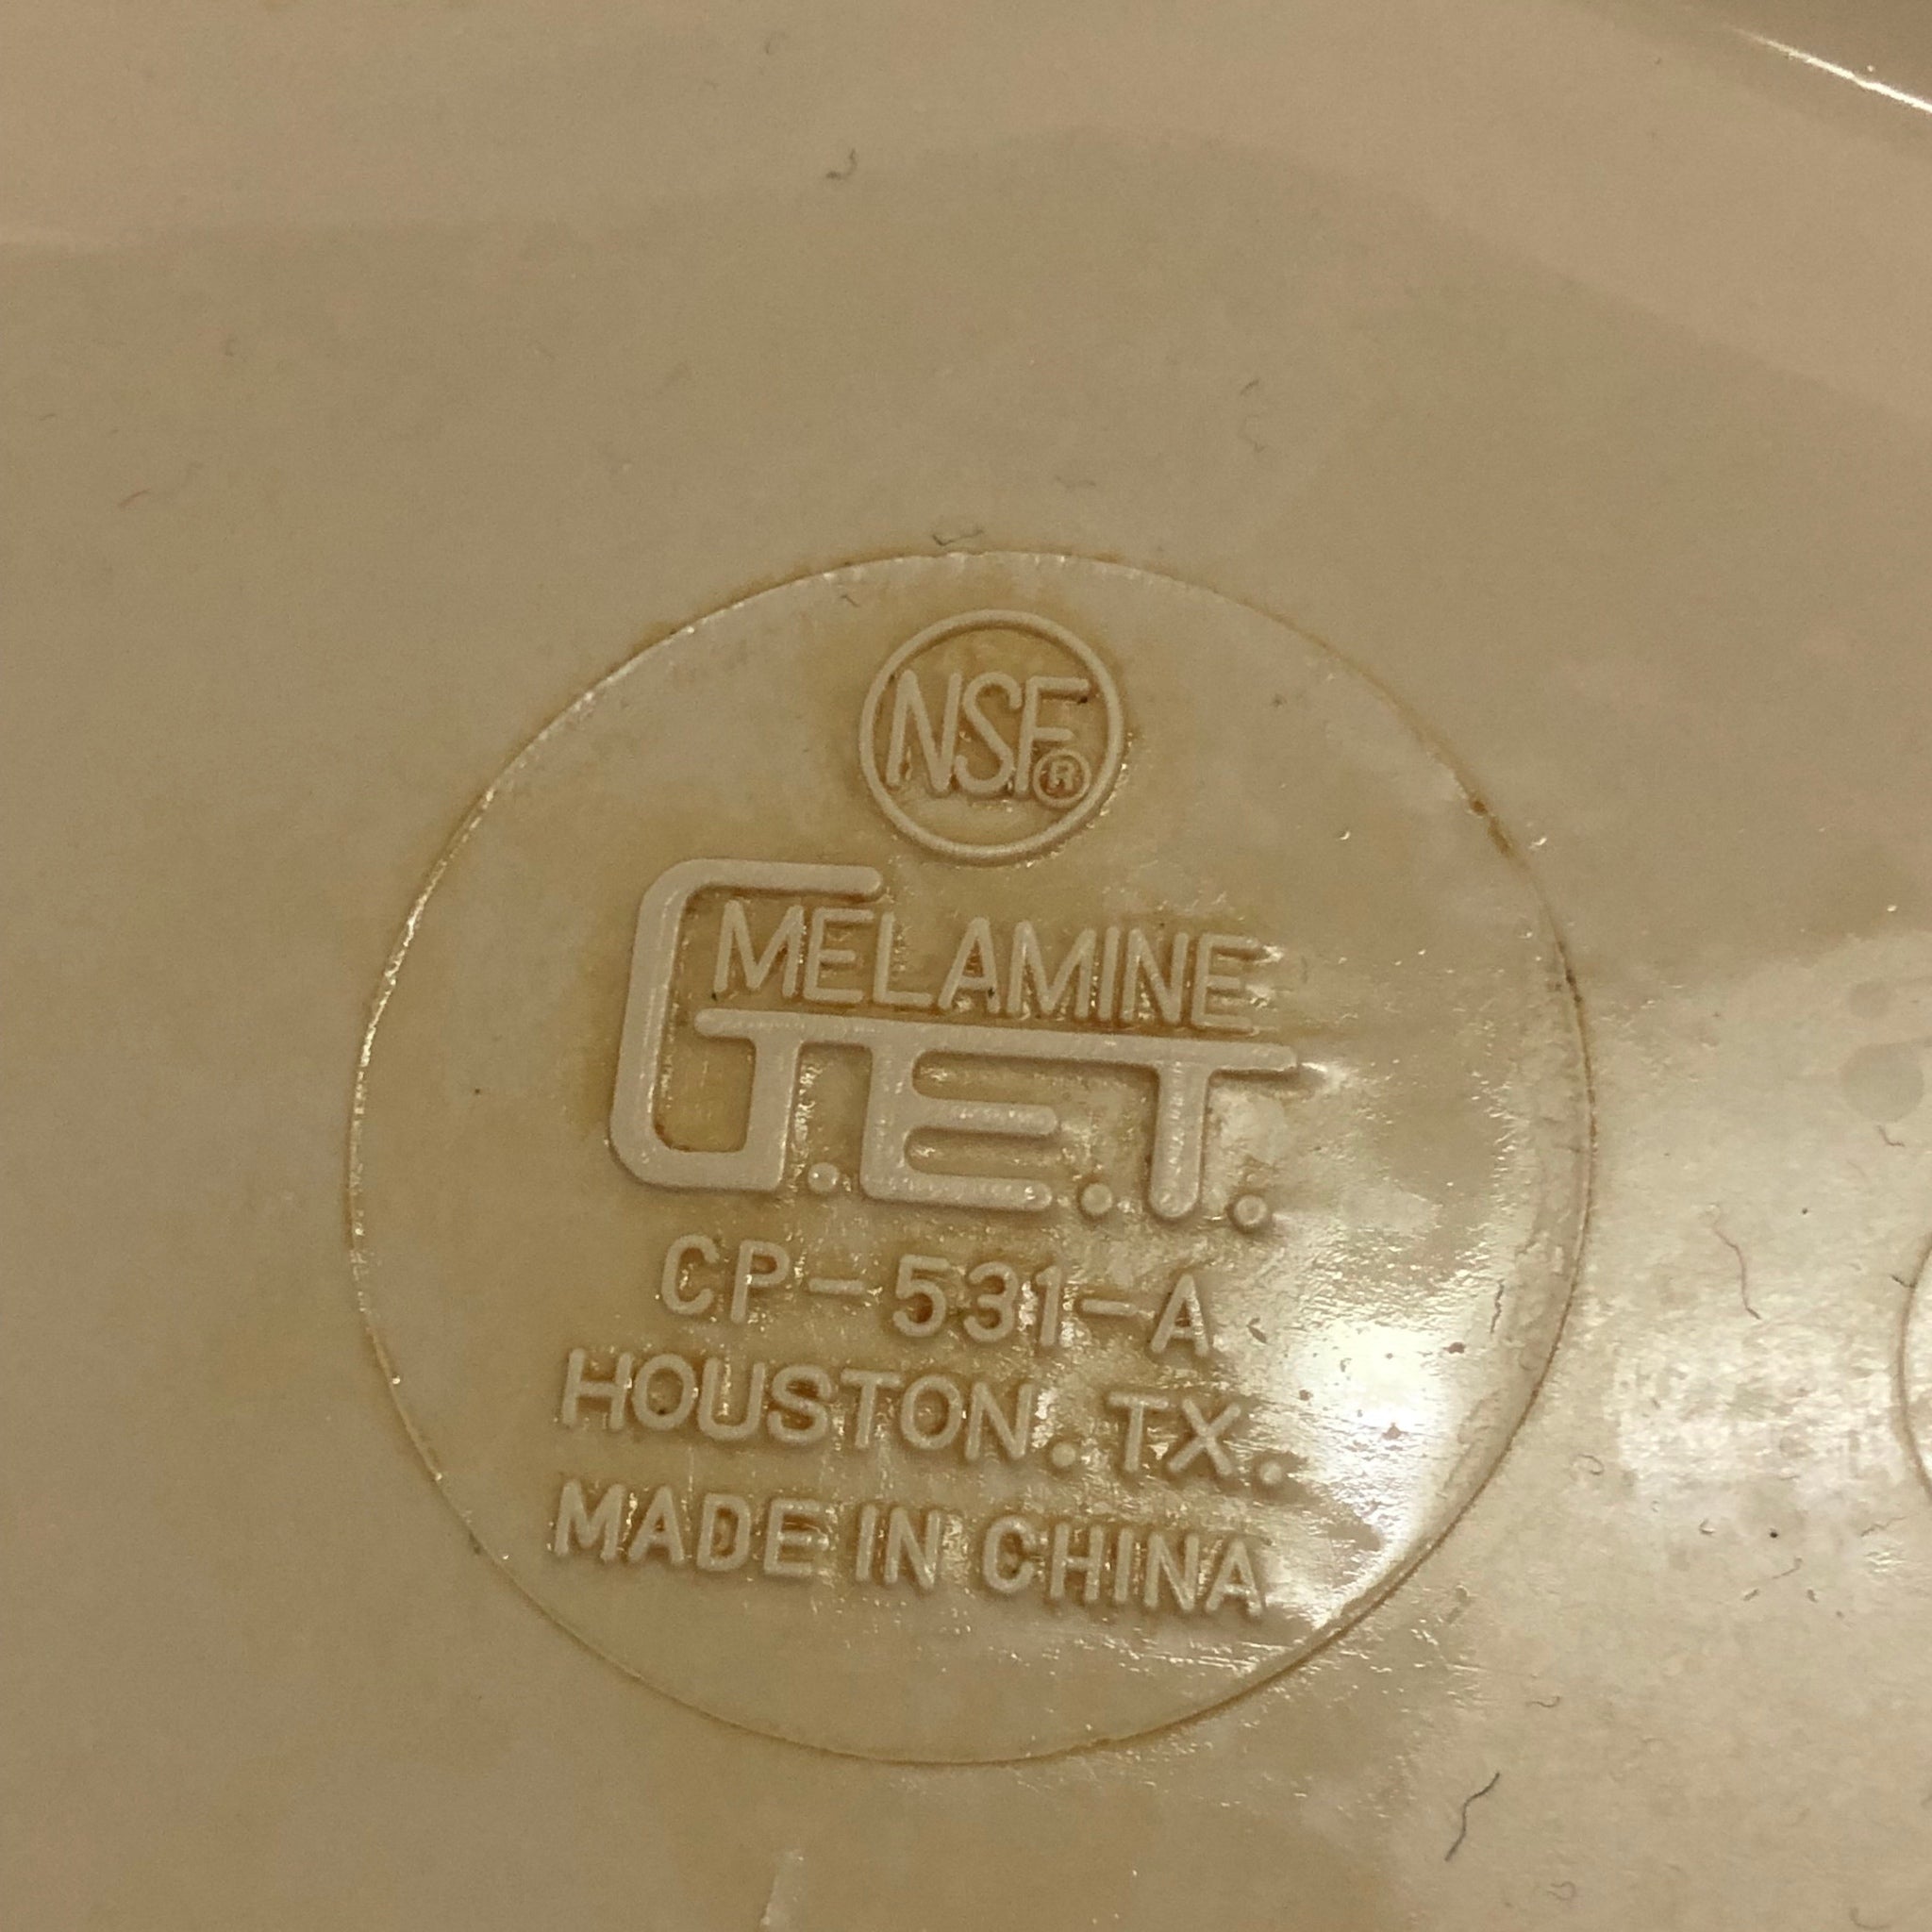 NSF®
MELAMINE
G.E.T.
CP-531-A
HOUSTON. TX.
MADE IN CHINA